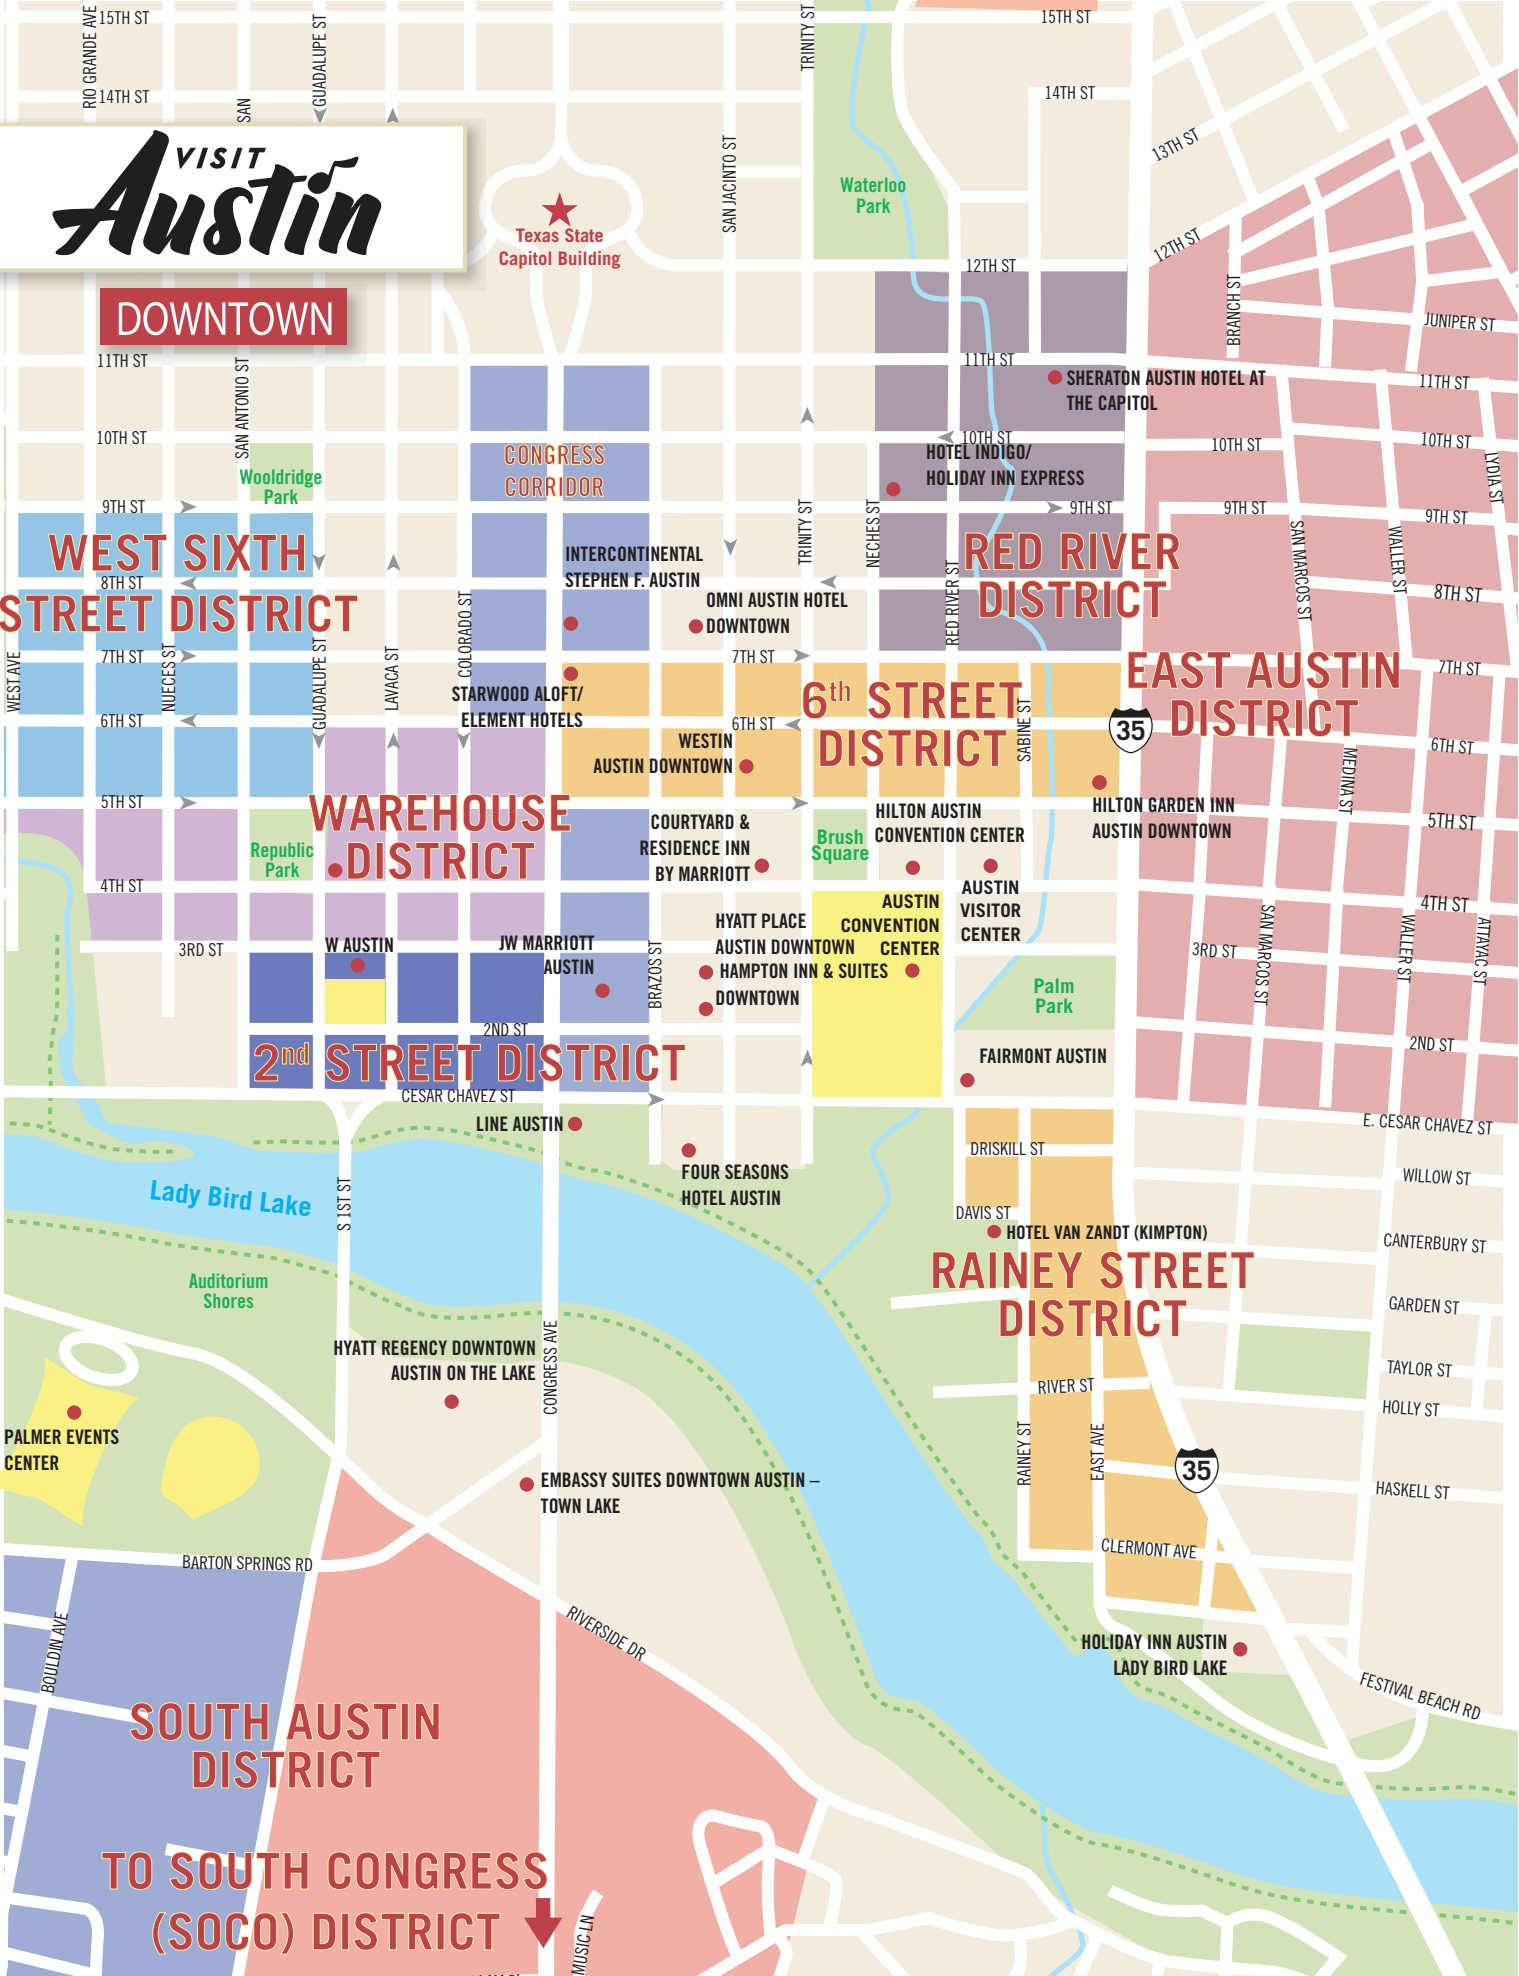 RIO GRANDE AVE
15TH ST
GUADALUPE ST
TRINITY ST
15TH ST
14TH ST
SAN
14TH ST
VISIT
Austin
DOWNTOWN
SAN JACINTO ST
13TH ST
Waterloo
Park
Texas State
Capitol Building
12TH ST
12TH ST
BRANCH ST
JUNIPER ST
11TH ST
11TH ST
11TH ST
SAN ANTONIO ST
SHERATON AUSTIN HOTEL AT
THE CAPITOL
10TH ST
10TH ST
10TH ST
10TH ST
CONGRESS
CORRIDOR
HOTEL INDIGO/
HOLIDAY INN EXPRESS
LYDIA ST
Wooldridge
Park
9TH ST
9TH ST
9TH ST
9TH ST
TRINITY ST
NECHES ST
SAN MARCOS ST
WALLER ST
WEST SIXTH
STREET DISTRICT
8TH ST
8TH ST
INTERCONTINENTAL
STEPHEN F. AUSTIN
RED RIVER
DISTRICT
RED RIVER ST
OMNI AUSTIN HOTEL
DOWNTOWN
COLORADO ST
WEST AVE
7TH ST
NUECES ST
GUADALUPE ST
LAVACA ST
7TH ST
7TH ST
EAST AUSTIN
DISTRICT
STARWOOD ALOFT/
ELEMENT HOTELS
6th STREET
DISTRICT
SABINE ST
35
6TH ST
6TH ST
6TH ST
WESTIN
AUSTIN DOWNTOWN
MEDINA ST
HILTON GARDEN INN
AUSTIN DOWNTOWN
5TH ST
5TH ST
WAREHOUSE
DISTRICT
COURTYARD &
RESIDENCE INN
BY MARRIOTT
Brush
Square
HILTON AUSTIN
CONVENTION CENTER
Republic
Park
4TH ST
4TH ST
AUSTIN
VISITOR
CENTER
AUSTIN
CONVENTION
CENTER
HYATT PLACE
AUSTIN DOWNTOWN
HAMPTON INN & SUITES
DOWNTOWN
3RD ST
W AUSTIN
JW MARRIOTT
AUSTIN
BRAZOS ST
3RD ST
SAN MARCOS ST
WALLER ST
ATTAYAC ST
Palm
Park
2ND ST
2ND ST
2nd STREET DISTRICT
FAIRMONT AUSTIN
CESAR CHAVEZ ST
LINE AUSTIN
E. CESAR CHAVEZ ST
DRISKILL ST
FOUR SEASONS
HOTEL AUSTIN
WILLOW ST
Lady Bird Lake
S 1ST ST
DAVIS ST
HOTEL VAN ZANDT (KIMPTON)
CANTERBURY ST
RAINEY STREET
DISTRICT
Auditorium
Shores
GARDEN ST
HYATT REGENCY DOWNTOWN
AUSTIN ON THE LAKE
CONGRESS AVE
TAYLOR ST
RIVER ST
HOLLY ST
PALMER EVENTS
CENTER
RAINEY ST
EAST AVE
35
EMBASSY SUITES DOWNTOWN AUSTIN –
TOWN LAKE
HASKELL ST
BARTON SPRINGS RD
CLERMONT AVE
BOULDIN AVE
RIVERSIDE DR
HOLIDAY INN AUSTIN
LADY BIRD LAKE
FESTIVAL BEACH RD
SOUTH AUSTIN
DISTRICT
TO SOUTH CONGRESS
(SOCO) DISTRICT
MUSIC LN